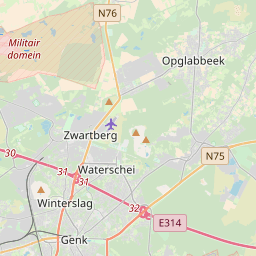 N76
Militair
domein
Opglabbeek
Zwartberg
30
N75
31
Waterschei
31
Winterslag
32
E314
Genk